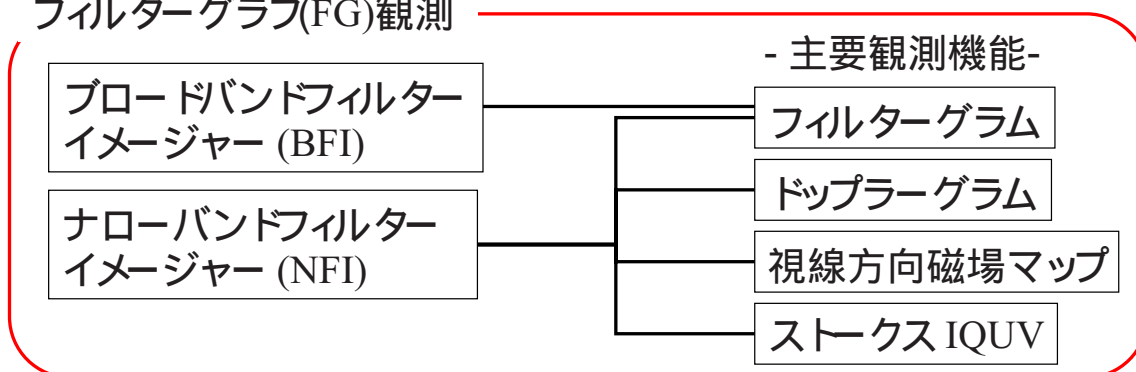 フィルターグラフ(FG)観測
ブロードバンドフィルター
イメージャー (BFI)
ナローバンドフィルター
イメージャー (NFI)
- 主要観測機能-
フィルターグラム
ドップラーグラム
視線方向磁場マップ
ストークス IQUV